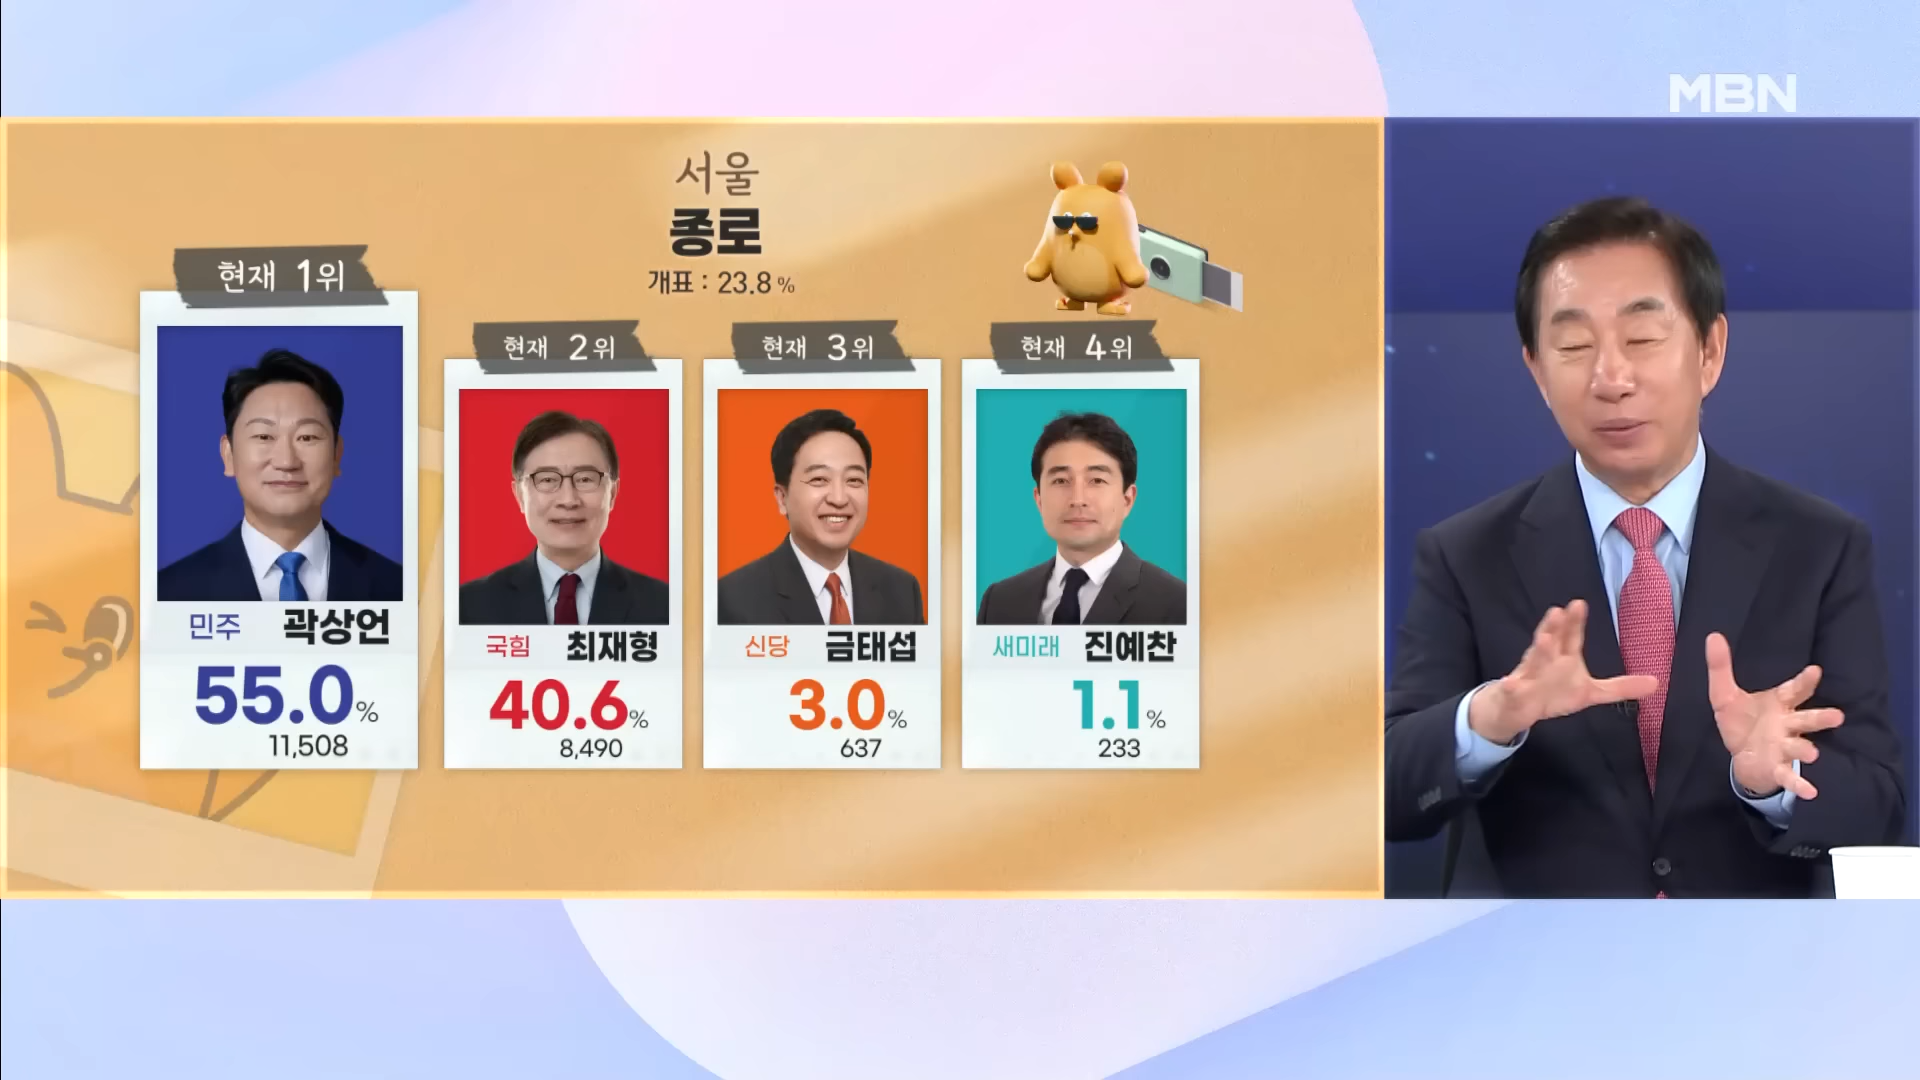 MBN
서울
종로
개표 : 23.8 %
현재 1위
민주 곽상언
55.0%
11,508
현재 2위
국힘 최재형
40.6%
8,490
현재 3위
신당 금태섭
3.0%
637
현재 4위
새미래 진예찬
1.1%
233